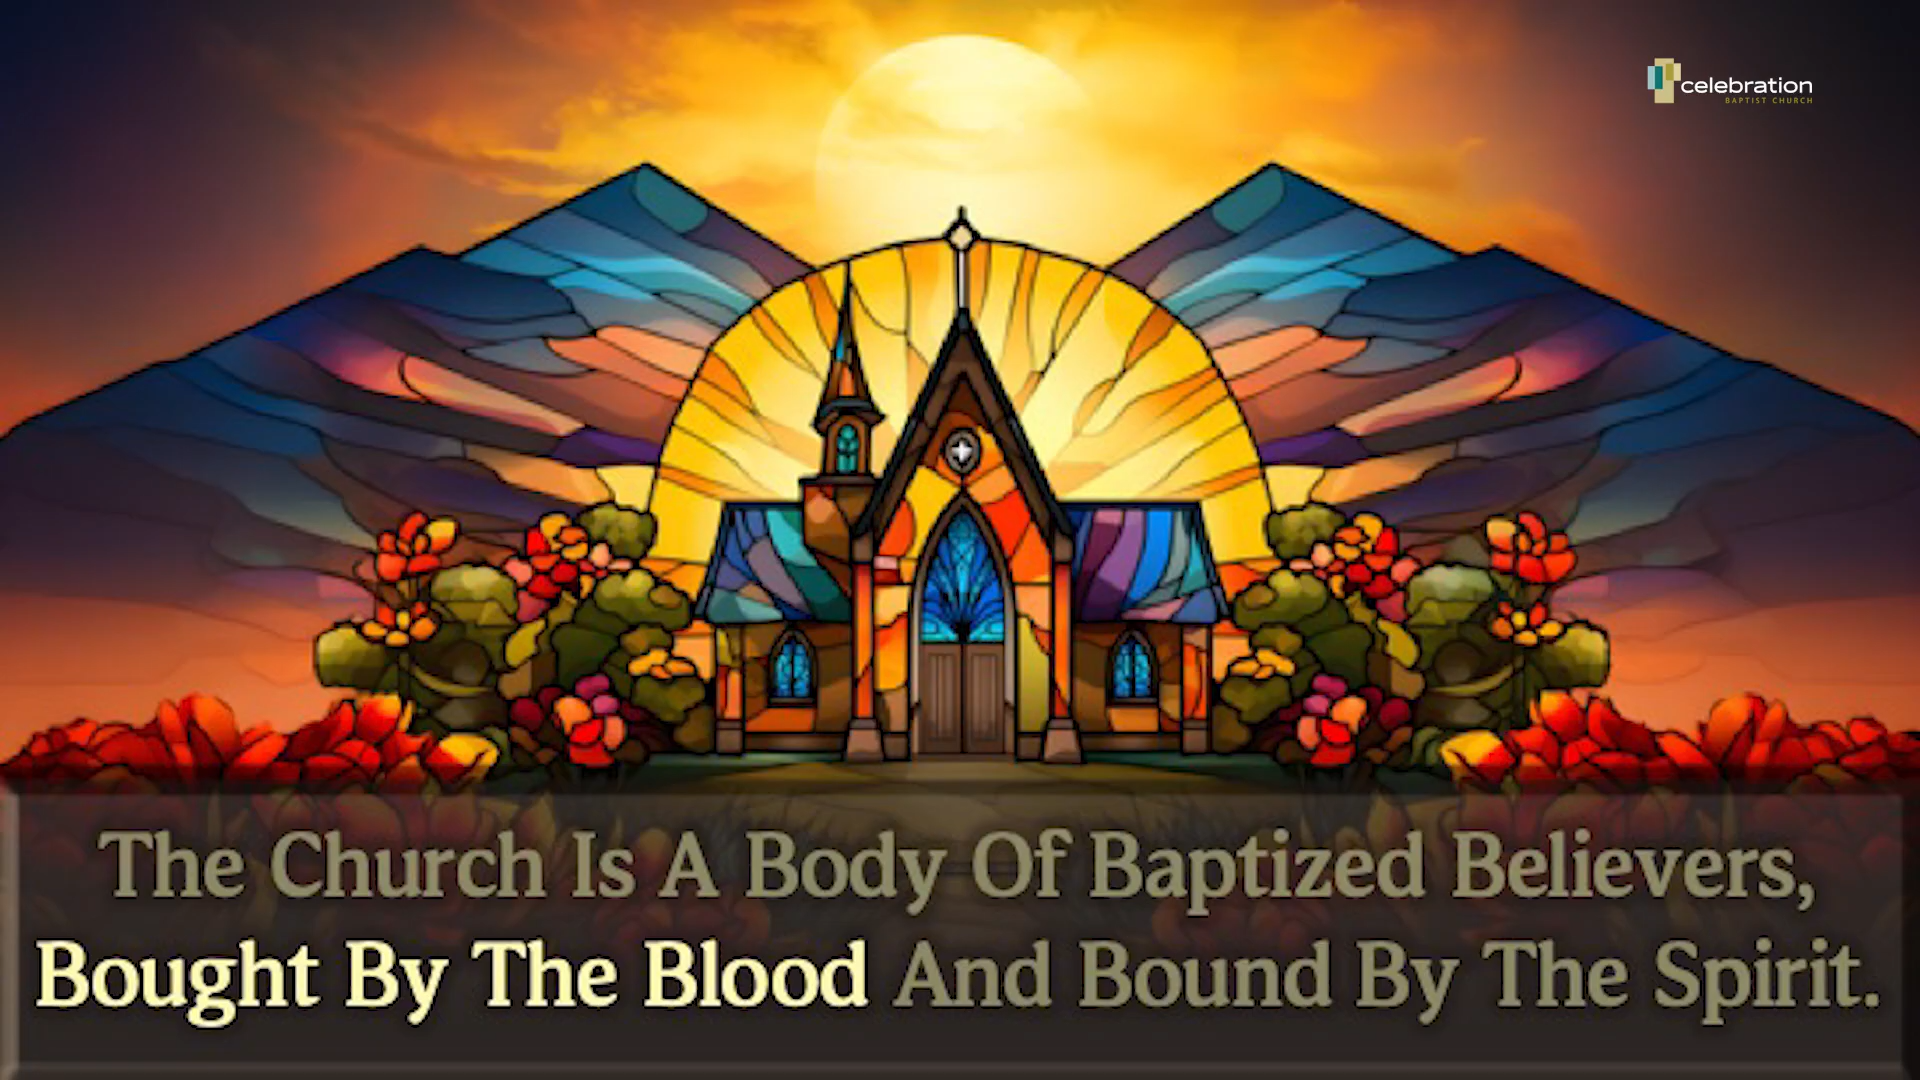 celebration
BAPTIST CHURCH
The Church Is A Body Of Baptized Believers,
Bought By The Blood And Bound By The Spirit.